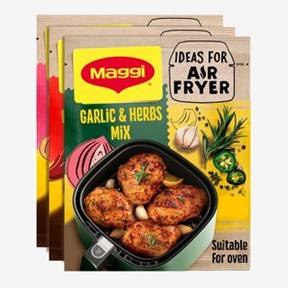 Maggi
IDEAS FOR
AIR
FRYER
GARLIC & HERBS
MIX
Suitable
for oven